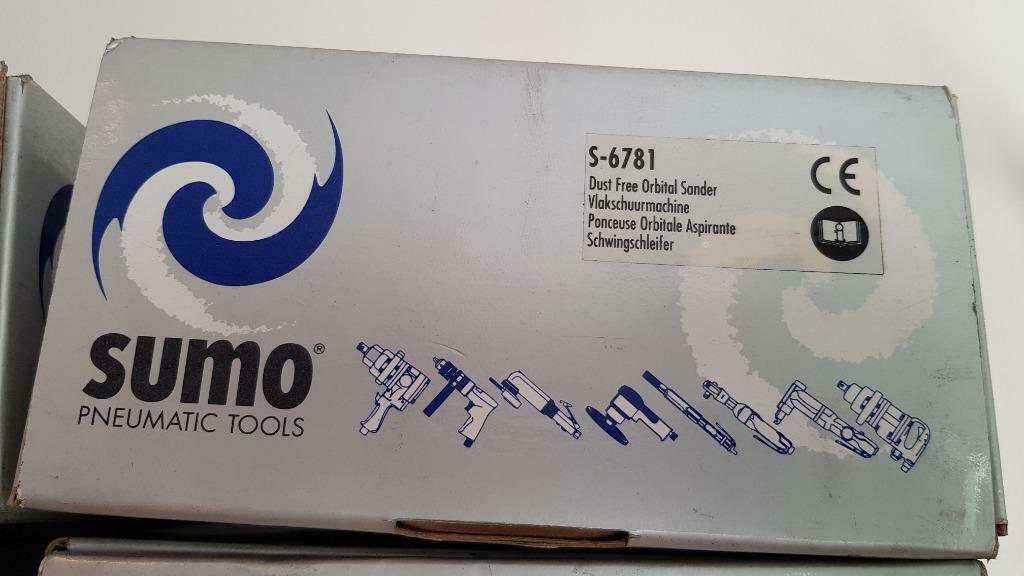 S-6781
Dust Free Orbital Sander
Vlakschuurmachine
Ponceuse Orbitale Aspirante
Schwingschleifer
CE
i
sumo®
PNEUMATIC TOOLS